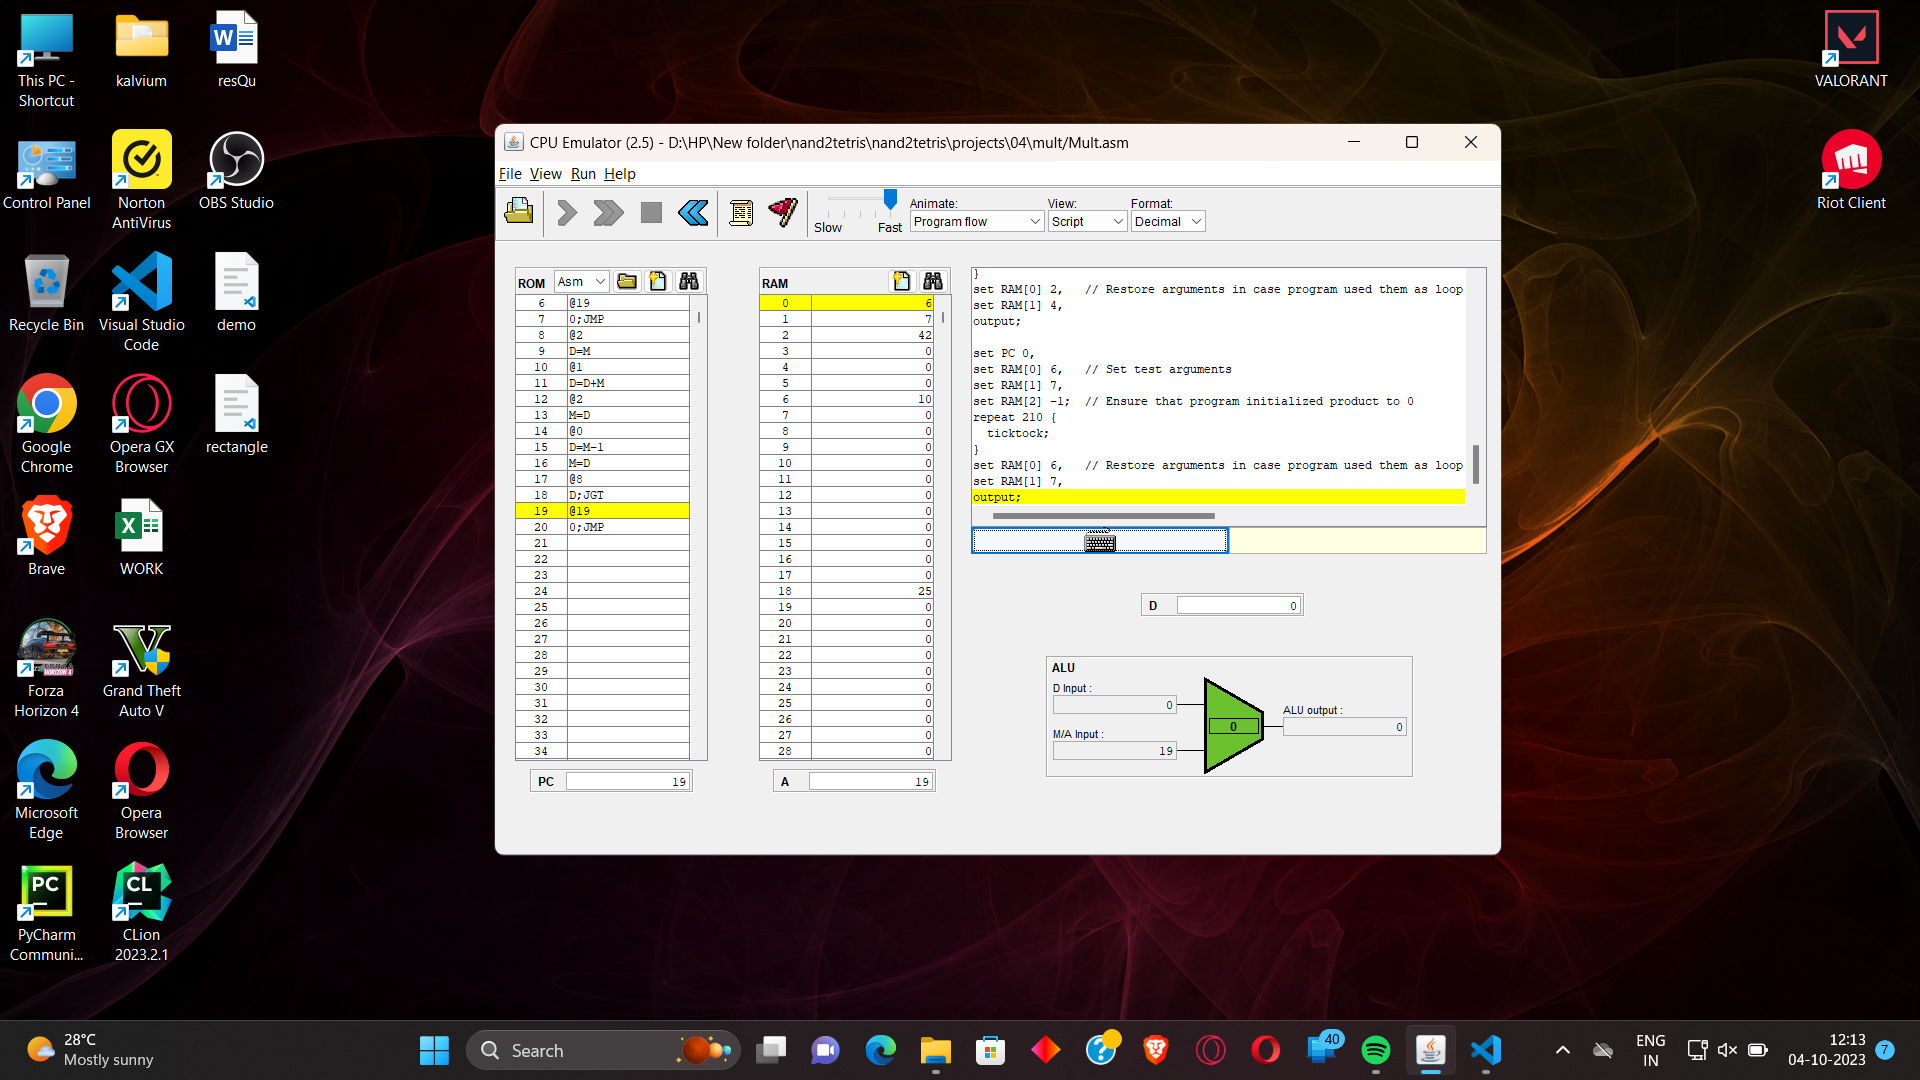 This PC -
Shortcut
kalvium
resQu
Control Panel
Norton
AntiVirus
OBS Studio
Recycle Bin
Visual Studio
Code
demo
Google
Chrome
Opera GX
Browser
rectangle
Brave
WORK
Forza
Horizon 4
Grand Theft
Auto V
Microsoft
Edge
Opera
Browser
PyCharm
Communi...
CLion
2023.2.1
VALORANT
Riot Client
CPU Emulator (2.5) - D:\HP\New folder\nand2tetris\nand2tetris\projects\04\mult/Mult.asm
File View Run Help
Slow Fast
Animate:
Program flow
View:
Script
Format:
Decimal
ROM Asm
6 @19
7 0;JMP
8 @2
9 D=M
10 @1
11 D=D+M
12 @2
13 M=D
14 @0
15 D=M-1
16 M=D
17 @8
18 D;JGT
19 @19
20 0;JMP
21
22
23
24
25
26
27
28
29
30
31
32
33
34
PC 19
RAM
0 6
1 7
2 42
3 0
4 0
5 0
6 10
7 0
8 0
9 0
10 0
11 0
12 0
13 0
14 0
15 0
16 0
17 0
18 25
19 0
20 0
21 0
22 0
23 0
24 0
25 0
26 0
27 0
28 0
A 19
}
set RAM[0] 2,   // Restore arguments in case program used them as loop
set RAM[1] 4,
output;
set PC 0,
set RAM[0] 6,   // Set test arguments
set RAM[1] 7,
set RAM[2] -1;  // Ensure that program initialized product to 0
repeat 210 {
  ticktock;
}
set RAM[0] 6,   // Restore arguments in case program used them as loop
set RAM[1] 7,
output;
D 0
ALU
D Input :
0
M/A Input :
19
0
ALU output :
0
28°C
Mostly sunny
Search
40
ENG
IN
12:13
04-10-2023
7